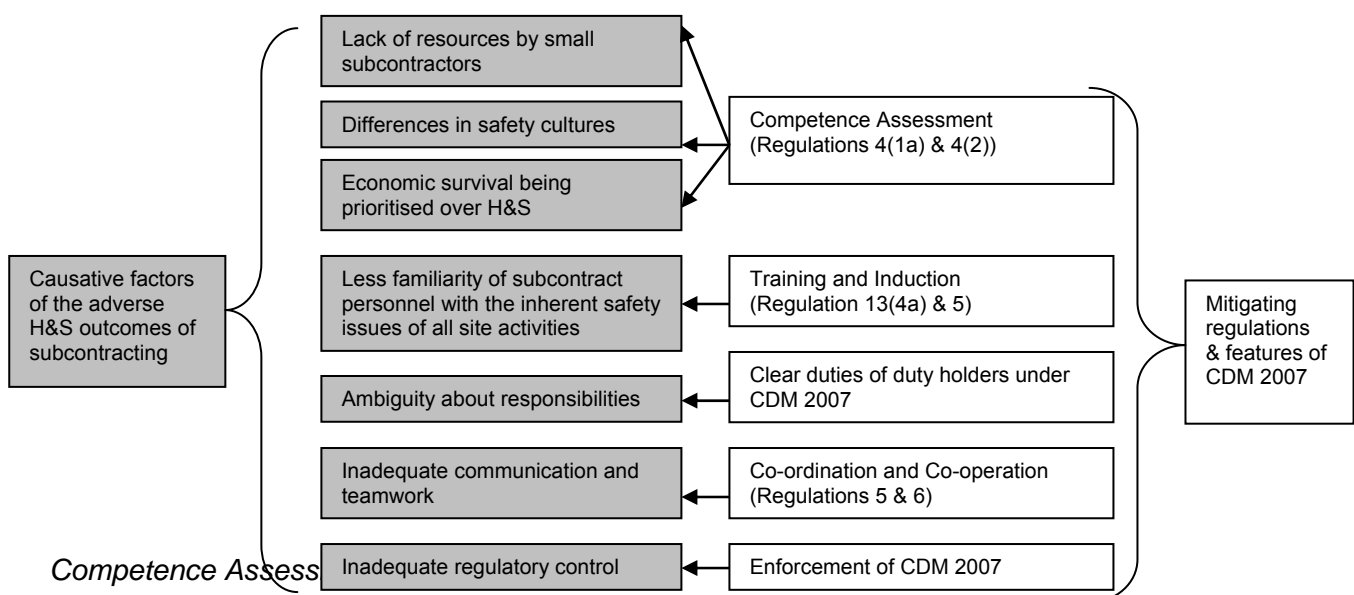 Causative factors
of the adverse
H&S outcomes of
subcontracting
Lack of resources by small
subcontractors
Differences in safety cultures
Economic survival being
prioritised over H&S
Less familiarity of subcontract
personnel with the inherent safety
issues of all site activities
Ambiguity about responsibilities
Inadequate communication and
teamwork
Inadequate regulatory control
Competence Assessment
(Regulations 4(1a) & 4(2))
Training and Induction
(Regulation 13(4a) & 5)
Clear duties of duty holders under
CDM 2007
Co-ordination and Co-operation
(Regulations 5 & 6)
Enforcement of CDM 2007
Mitigating
regulations
& features of
CDM 2007
Competence Assess